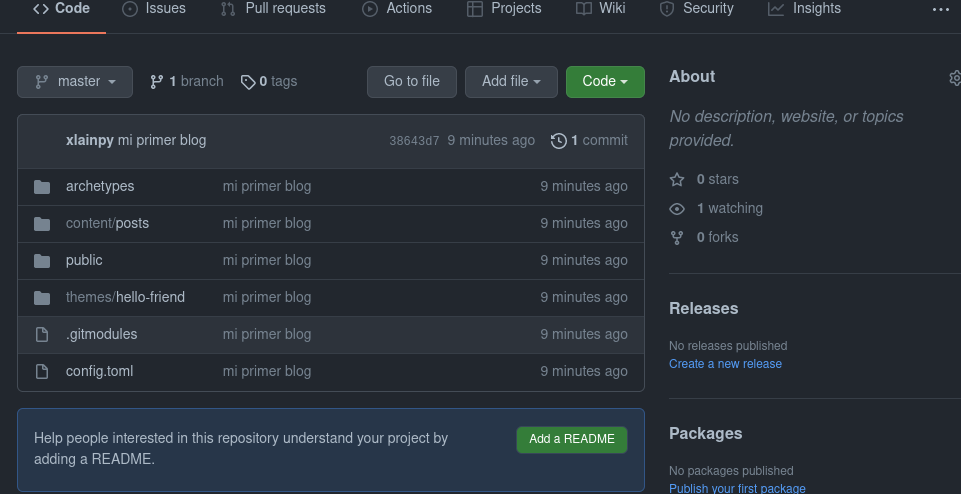 Code Issues Pull requests Actions Projects Wiki Security Insights ...
master 1 branch 0 tags Go to file Add file Code
xlainpy mi primer blog 38643d7 9 minutes ago 1 commit
archetypes mi primer blog 9 minutes ago
content/posts mi primer blog 9 minutes ago
public mi primer blog 9 minutes ago
themes/hello-friend mi primer blog 9 minutes ago
.gitmodules mi primer blog 9 minutes ago
config.toml mi primer blog 9 minutes ago
Help people interested in this repository understand your project by
adding a README.
Add a README
About
No description, website, or topics
provided.
0 stars
1 watching
0 forks
Releases
No releases published
Create a new release
Packages
No packages published
Publish your first package